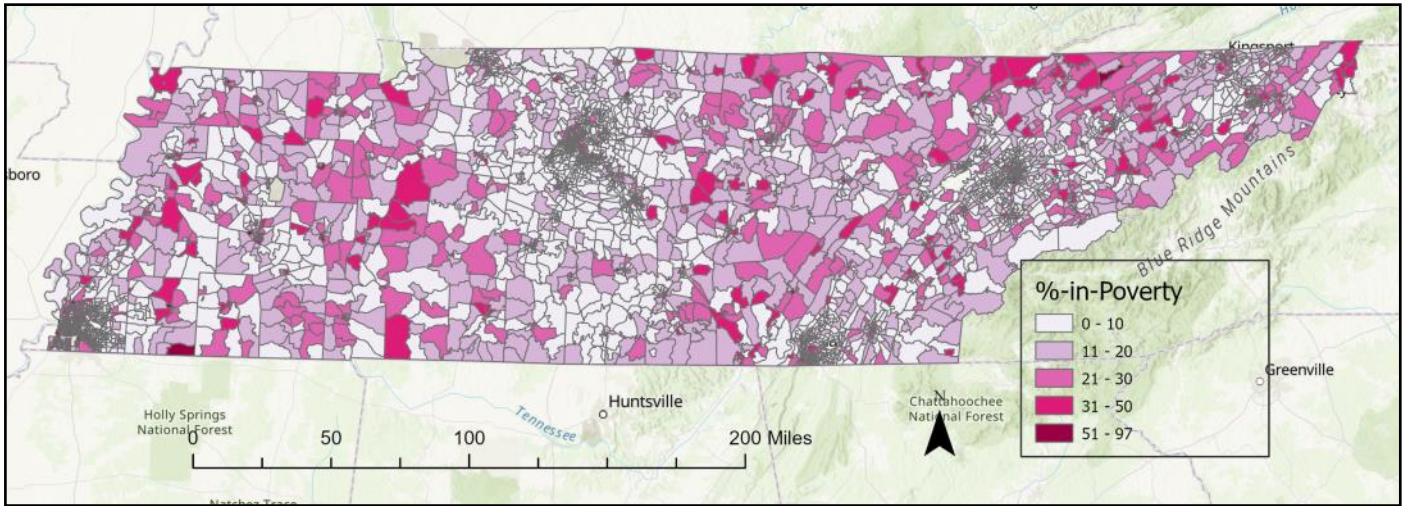 Kingsport
sboro
Blue Ridge Mountains
%-in-Poverty
0 - 10
11 - 20
21 - 30
31 - 50
51 - 97
Greenville
Huntsville
Tennessee
Holly Springs
National Forest
Chattahoochee
National Forest
N
0 50 100 200 Miles
Natchez Trace